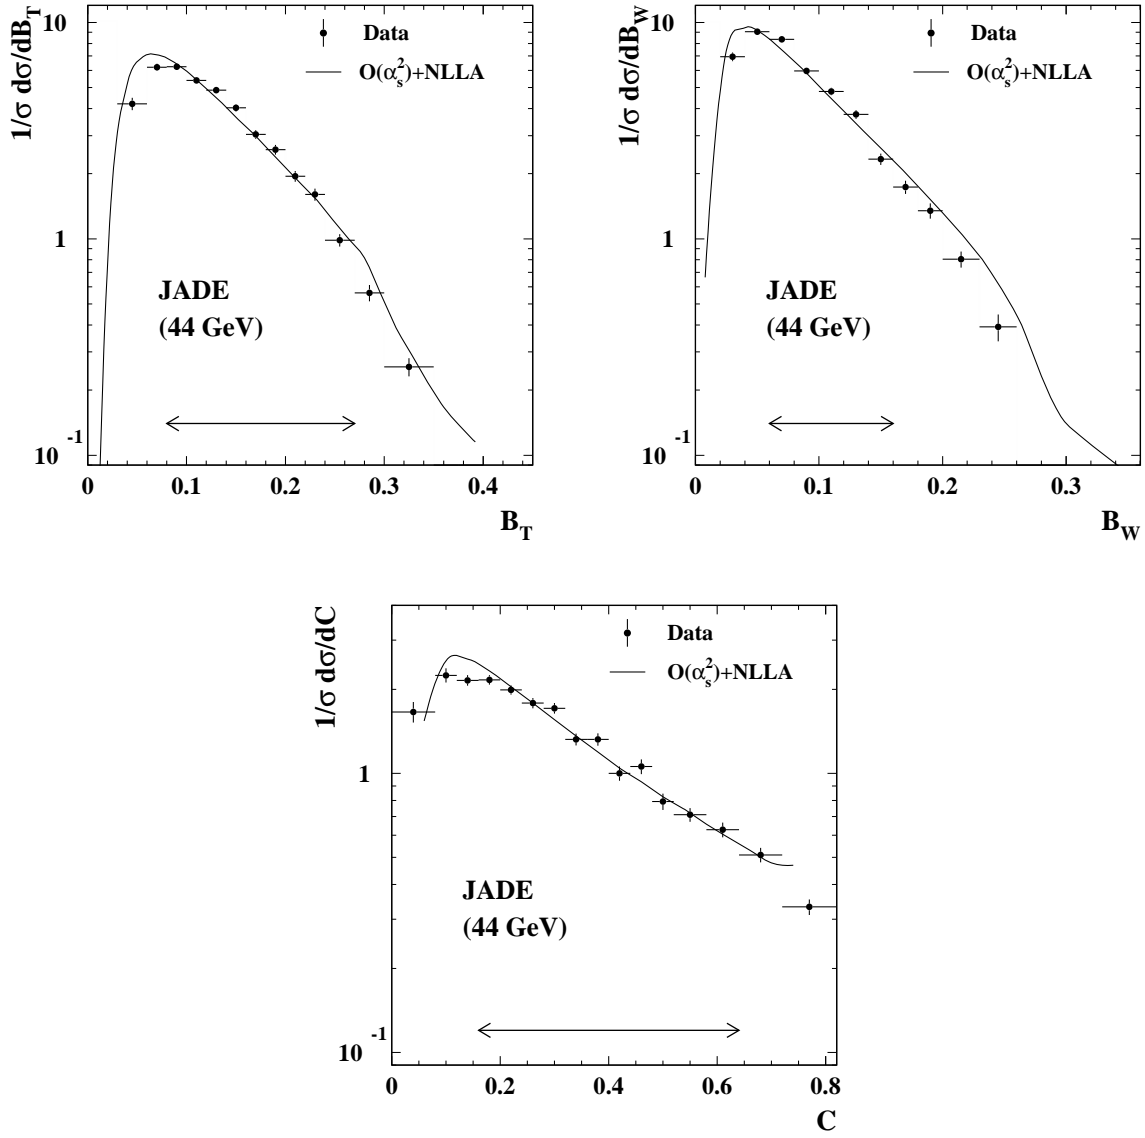 1/σ dσ/dB_T
10
1
10^-1
Data
O(α_s^2)+NLLA
JADE
(44 GeV)
0 0.1 0.2 0.3 0.4
B_T
1/σ dσ/dB_W
10
1
10^-1
Data
O(α_s^2)+NLLA
JADE
(44 GeV)
0 0.1 0.2 0.3
B_W
1/σ dσ/dC
1
10^-1
Data
O(α_s^2)+NLLA
JADE
(44 GeV)
0 0.2 0.4 0.6 0.8
C